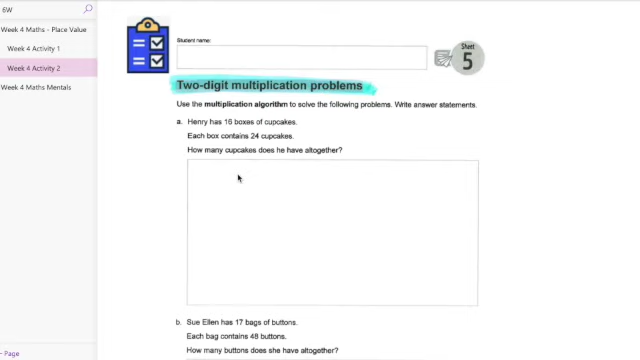 6W
Week 4 Maths - Place Value
Week 4 Activity 1
Week 4 Activity 2
Week 4 Maths Mentals
- Page
Student name:
Sheet
5
Two-digit multiplication problems
Use the multiplication algorithm to solve the following problems. Write answer statements.
a. Henry has 16 boxes of cupcakes.
Each box contains 24 cupcakes.
How many cupcakes does he have altogether?
b. Sue Ellen has 17 bags of buttons.
Each bag contains 48 buttons.
How many buttons does she have altogether?